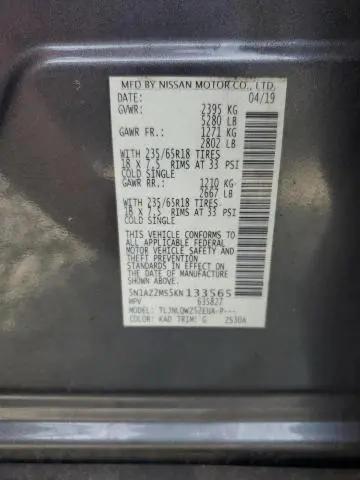 MFD BY NISSAN MOTOR CO., LTD.
DATE: 04/19
GVWR: 2395 KG
5280 LB
GAWR FR.: 1271 KG
2802 LB
WITH 235/65R18 TIRES
18 X 7.5 RIMS AT 33 PSI
COLD SINGLE
GAWR RR.: 1210 KG
2667 LB
WITH 235/65R18 TIRES
18 X 7.5 RIMS AT 33 PSI
COLD SINGLE
THIS VEHICLE CONFORMS TO ALL
APPLICABLE FEDERAL MOTOR
VEHICLE SAFETY AND BUMPER,
THEFT PREVENTION
STANDARDS IN EFFECT ON
THE DATE OF MANUFACTURE
SHOWN ABOVE.
5N1AZ2MS5KN133565
MPV 635827
MODEL:
COLOR: KAD TRIM: G 2530A